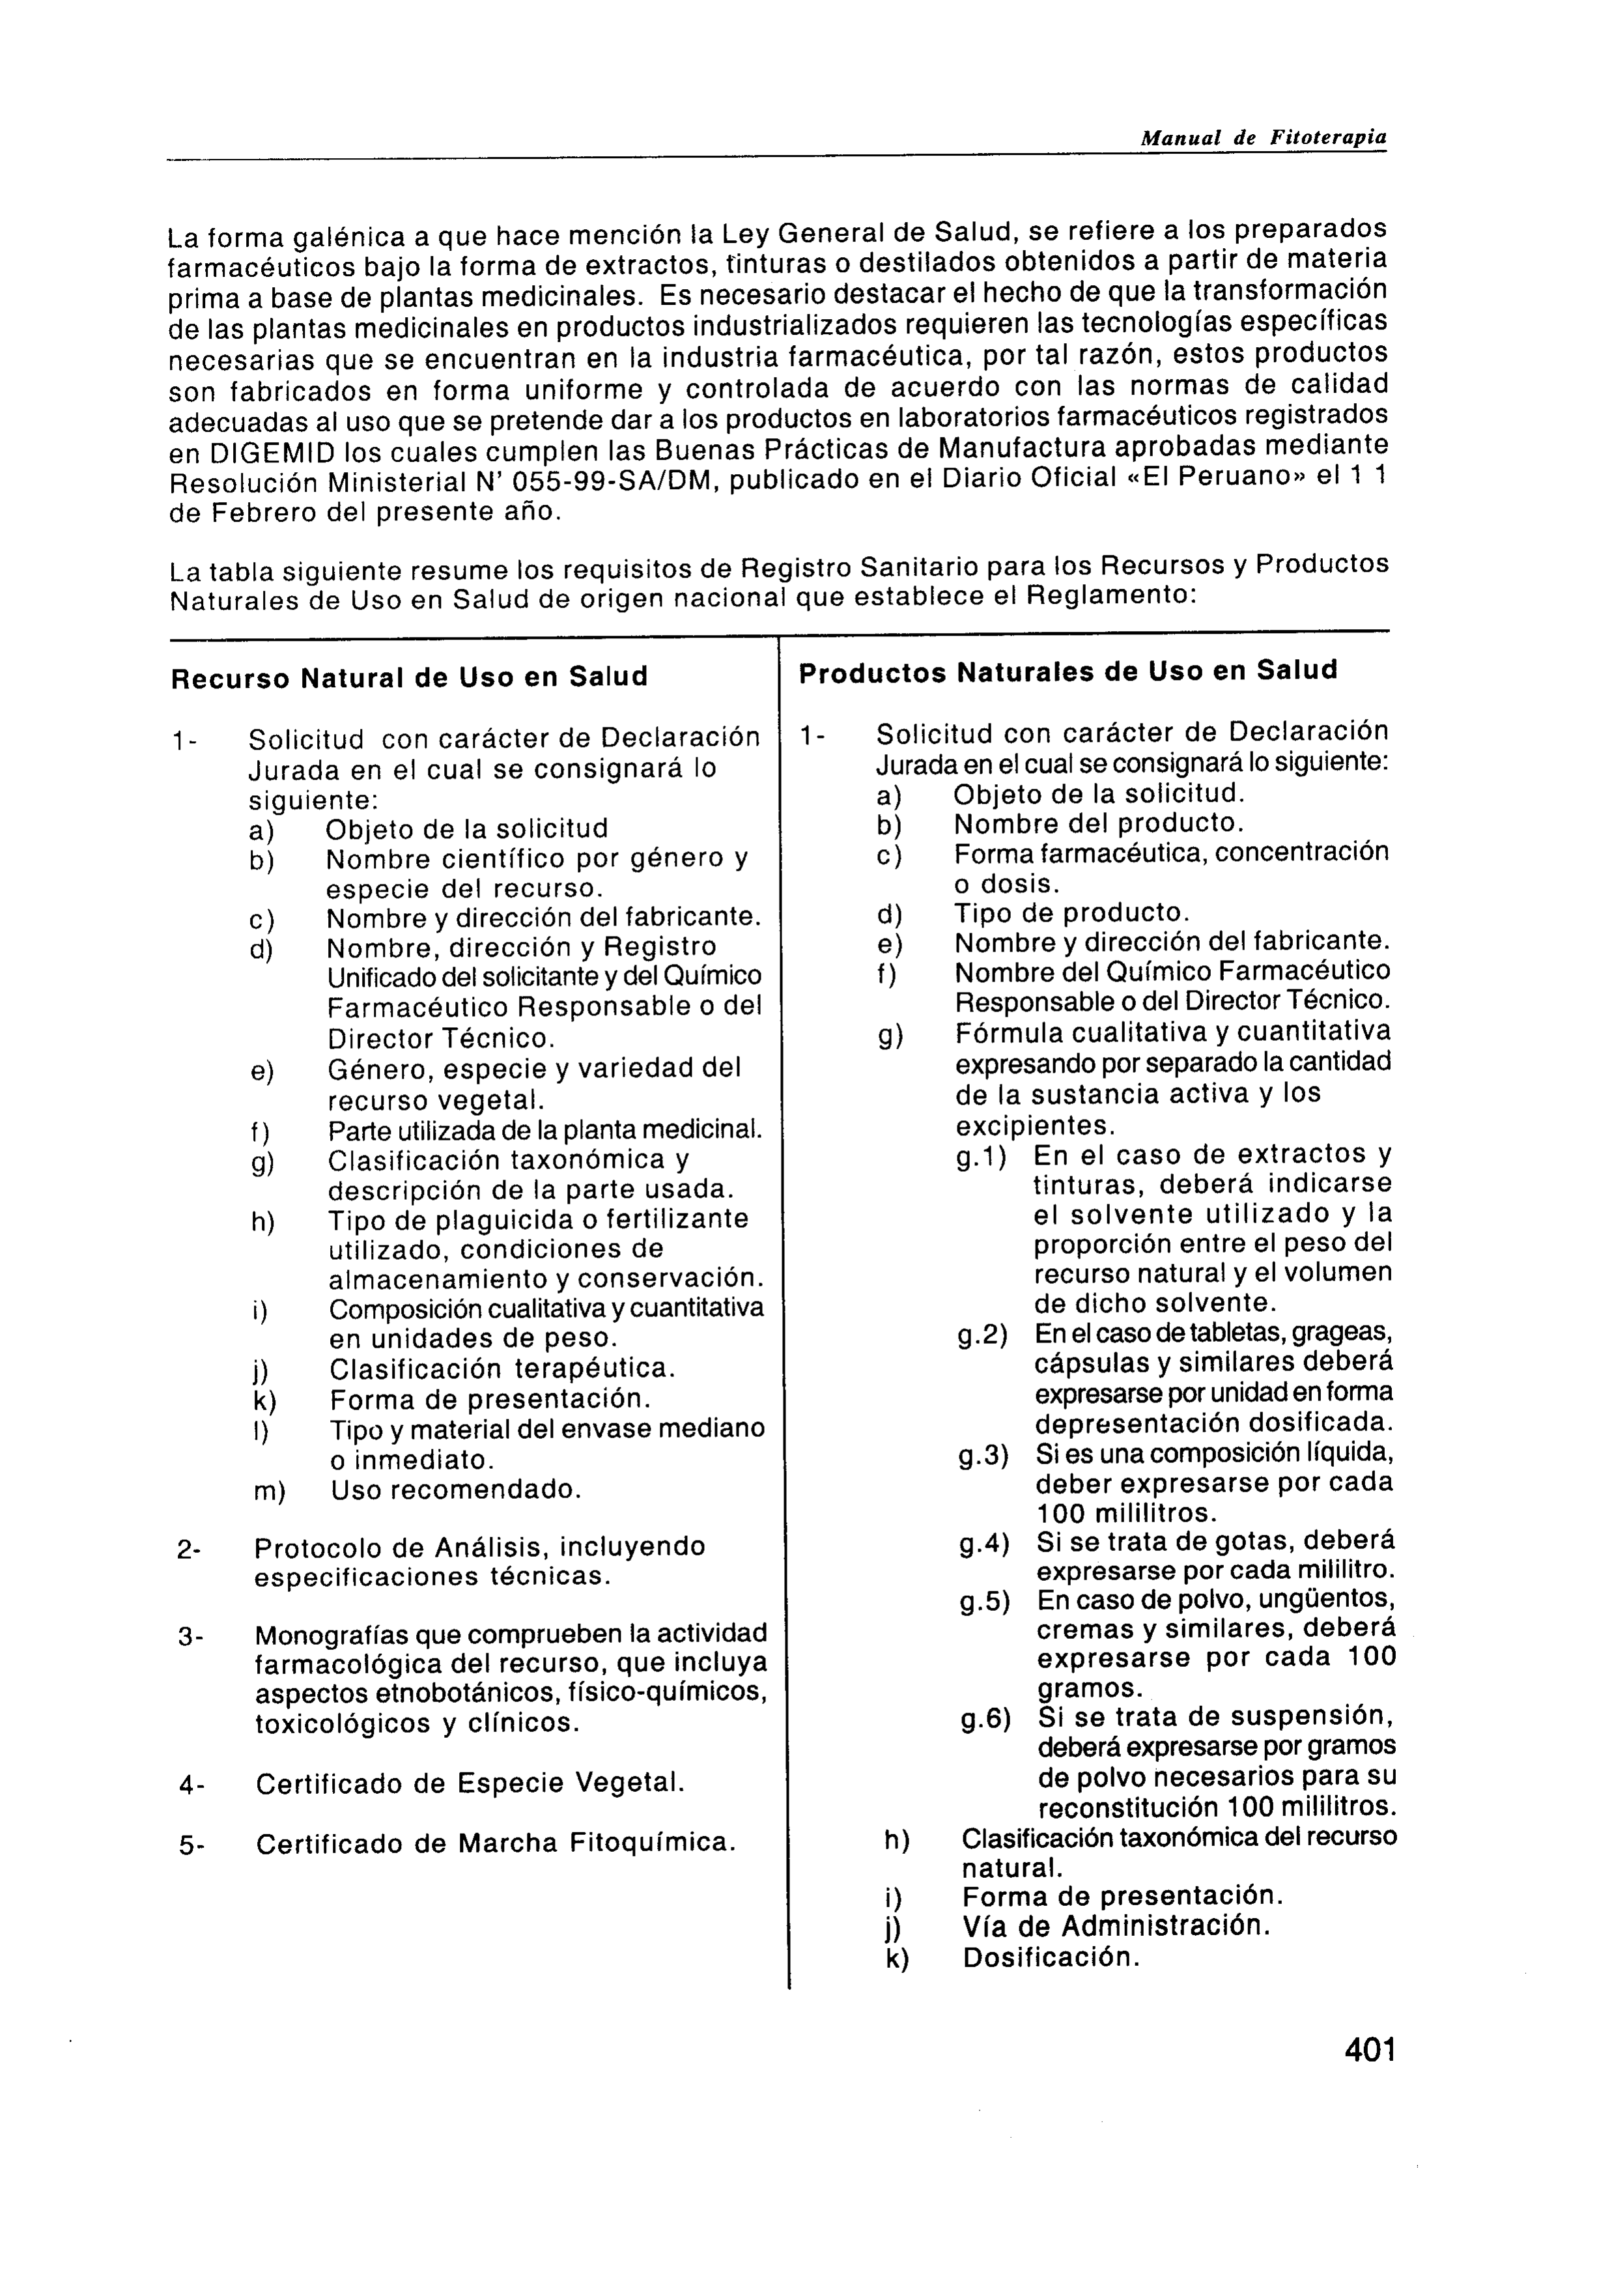 Manual de Fitoterapia
La forma galénica a que hace mención la Ley General de Salud, se refiere a los preparados
farmacéuticos bajo la forma de extractos, tinturas o destilados obtenidos a partir de materia
prima a base de plantas medicinales. Es necesario destacar el hecho de que la transformación
de las plantas medicinales en productos industrializados requieren las tecnologías específicas
necesarias que se encuentran en la industria farmacéutica, por tal razón, estos productos
son fabricados en forma uniforme y controlada de acuerdo con las normas de calidad
adecuadas al uso que se pretende dar a los productos en laboratorios farmacéuticos registrados
en DIGEMID los cuales cumplen las Buenas Prácticas de Manufactura aprobadas mediante
Resolución Ministerial N' 055-99-SA/DM, publicado en el Diario Oficial «El Peruano» el 1 1
de Febrero del presente año.
La tabla siguiente resume los requisitos de Registro Sanitario para los Recursos y Productos
Naturales de Uso en Salud de origen nacional que establece el Reglamento:
Recurso Natural de Uso en Salud
1- Solicitud con carácter de Declaración
Jurada en el cual se consignará lo
siguiente:
a) Objeto de la solicitud
b) Nombre científico por género y
especie del recurso.
c) Nombre y dirección del fabricante.
d) Nombre, dirección y Registro
Unificado del solicitante y del Químico
Farmacéutico Responsable o del
Director Técnico.
e) Género, especie y variedad del
recurso vegetal.
f) Parte utilizada de la planta medicinal.
g) Clasificación taxonómica y
descripción de la parte usada.
h) Tipo de plaguicida o fertilizante
utilizado, condiciones de
almacenamiento y conservación.
i) Composición cualitativa y cuantitativa
en unidades de peso.
j) Clasificación terapéutica.
k) Forma de presentación.
l) Tipo y material del envase mediano
o inmediato.
m) Uso recomendado.
2- Protocolo de Análisis, incluyendo
especificaciones técnicas.
3- Monografías que comprueben la actividad
farmacológica del recurso, que incluya
aspectos etnobotánicos, físico-químicos,
toxicológicos y clínicos.
4- Certificado de Especie Vegetal.
5- Certificado de Marcha Fitoquímica.
Productos Naturales de Uso en Salud
1- Solicitud con carácter de Declaración
Jurada en el cual se consignará lo siguiente:
a) Objeto de la solicitud.
b) Nombre del producto.
c) Forma farmacéutica, concentración
o dosis.
d) Tipo de producto.
e) Nombre y dirección del fabricante.
f) Nombre del Químico Farmacéutico
Responsable o del Director Técnico.
g) Fórmula cualitativa y cuantitativa
expresando por separado la cantidad
de la sustancia activa y los
excipientes.
g.1) En el caso de extractos y
tinturas, deberá indicarse
el solvente utilizado y la
proporción entre el peso del
recurso natural y el volumen
de dicho solvente.
g.2) En el caso de tabletas, grageas,
cápsulas y similares deberá
expresarse por unidad en forma
depresentación dosificada.
g.3) Si es una composición líquida,
deber expresarse por cada
100 mililitros.
g.4) Si se trata de gotas, deberá
expresarse por cada mililitro.
g.5) En caso de polvo, ungüentos,
cremas y similares, deberá
expresarse por cada 100
gramos.
g.6) Si se trata de suspensión,
deberá expresarse por gramos
de polvo necesarios para su
reconstitución 100 mililitros.
h) Clasificación taxonómica del recurso
natural.
i) Forma de presentación.
j) Vía de Administración.
k) Dosificación.
401